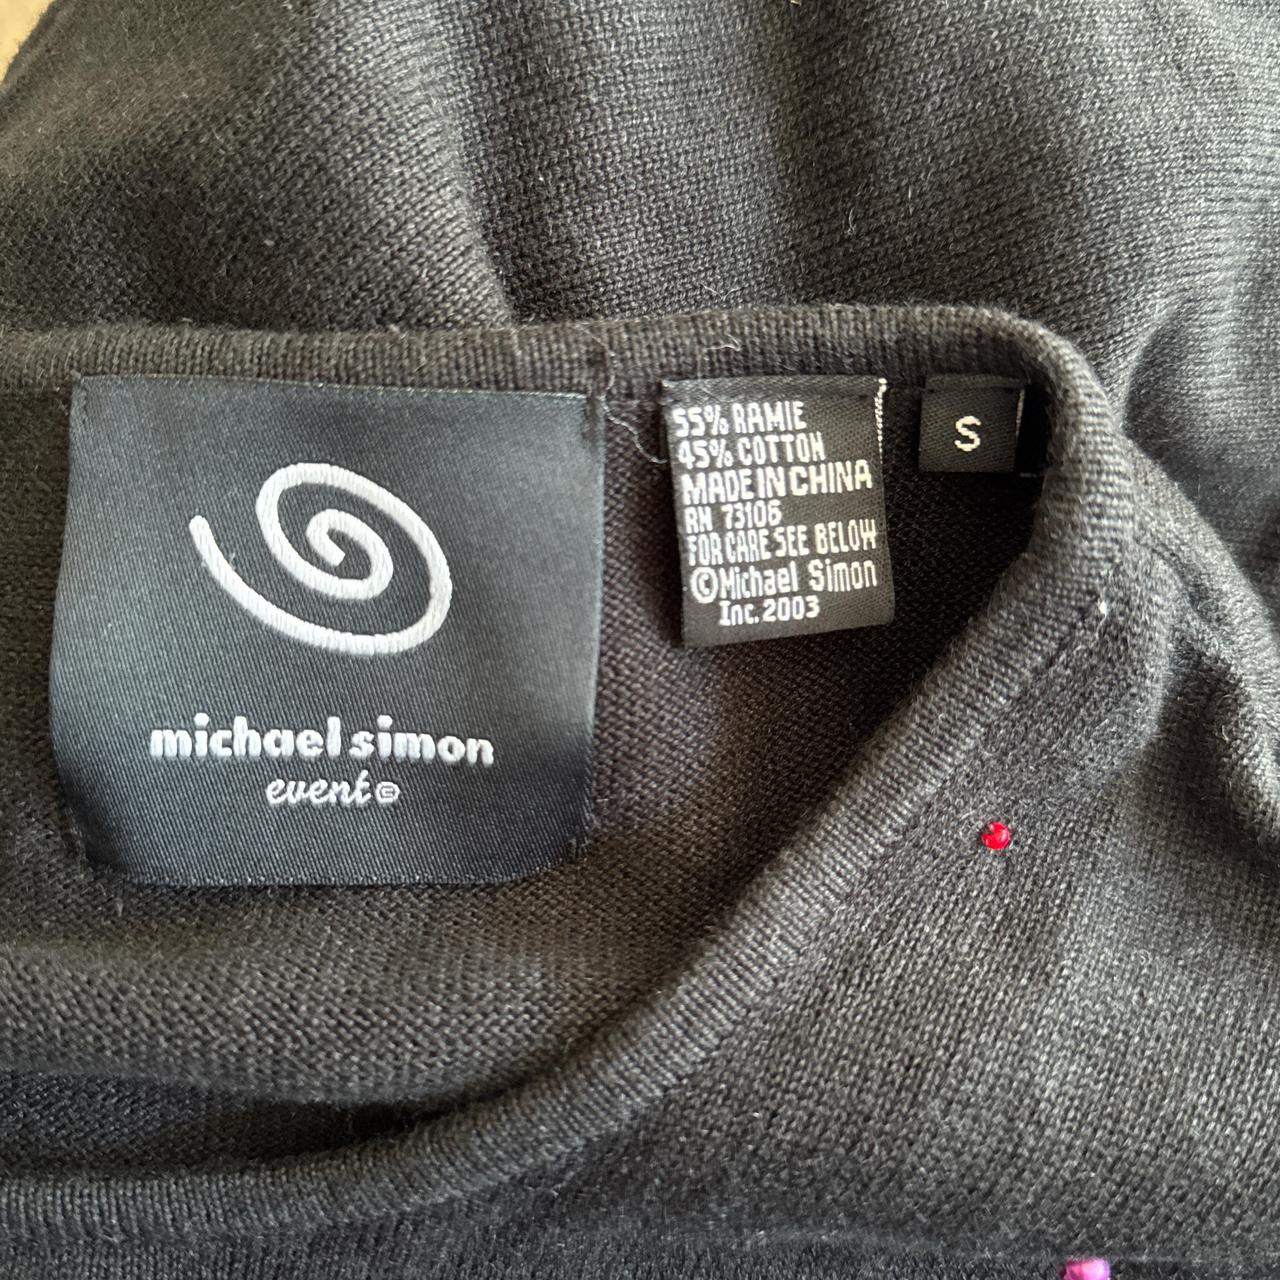 michael simon
event©
55% RAMIE
45% COTTON
MADE IN CHINA
RN 73106
FOR CARE SEE BELOW
©Michael Simon
Inc. 2003
S